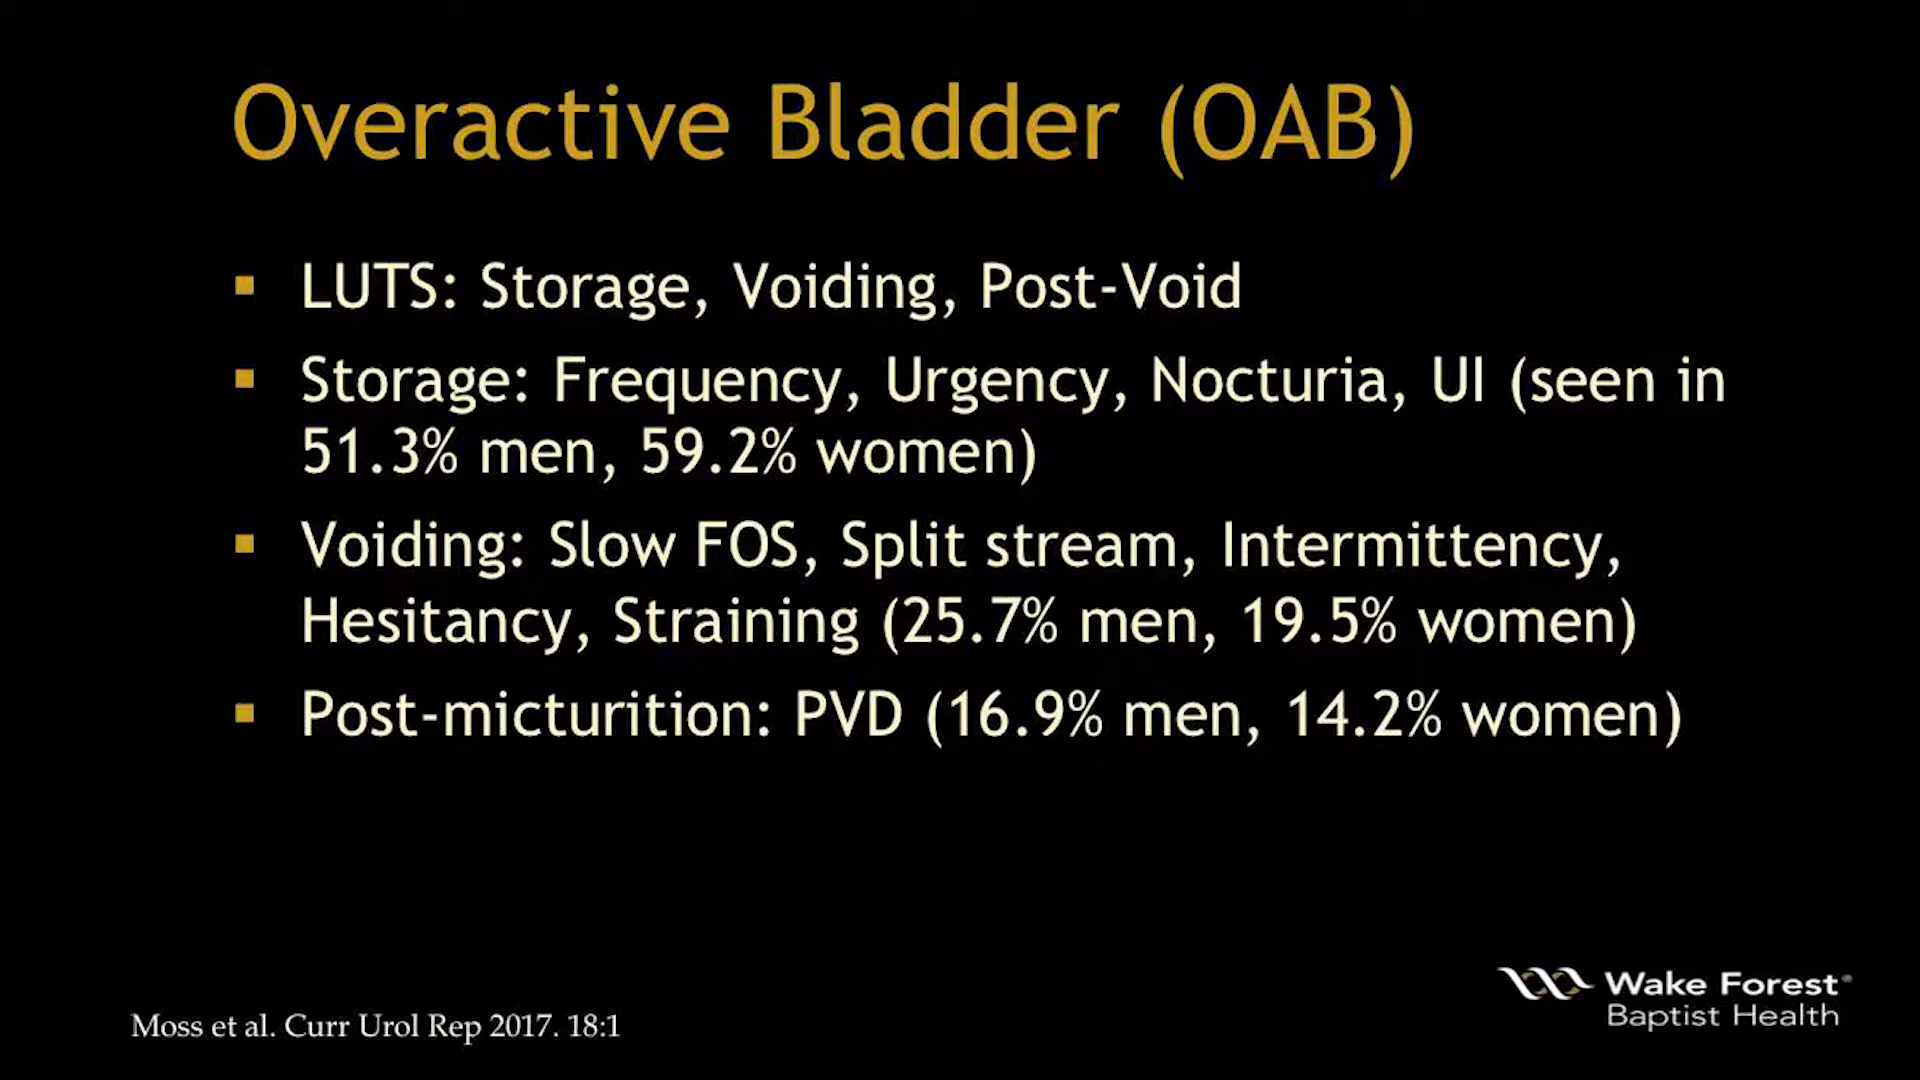 Overactive Bladder (OAB)
LUTS: Storage, Voiding, Post-Void
Storage: Frequency, Urgency, Nocturia, UI (seen in
51.3% men, 59.2% women)
Voiding: Slow FOS, Split stream, Intermittency,
Hesitancy, Straining (25.7% men, 19.5% women)
Post-micturition: PVD (16.9% men, 14.2% women)
Wake Forest®
Baptist Health
Moss et al. Curr Urol Rep 2017. 18:1